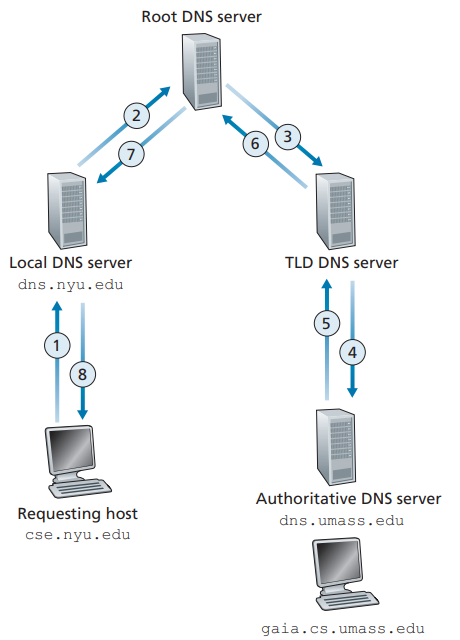 Root DNS server
2
3
7
6
Local DNS server
dns.nyu.edu
TLD DNS server
1
8
5
4
Requesting host
cse.nyu.edu
Authoritative DNS server
dns.umass.edu
gaia.cs.umass.edu